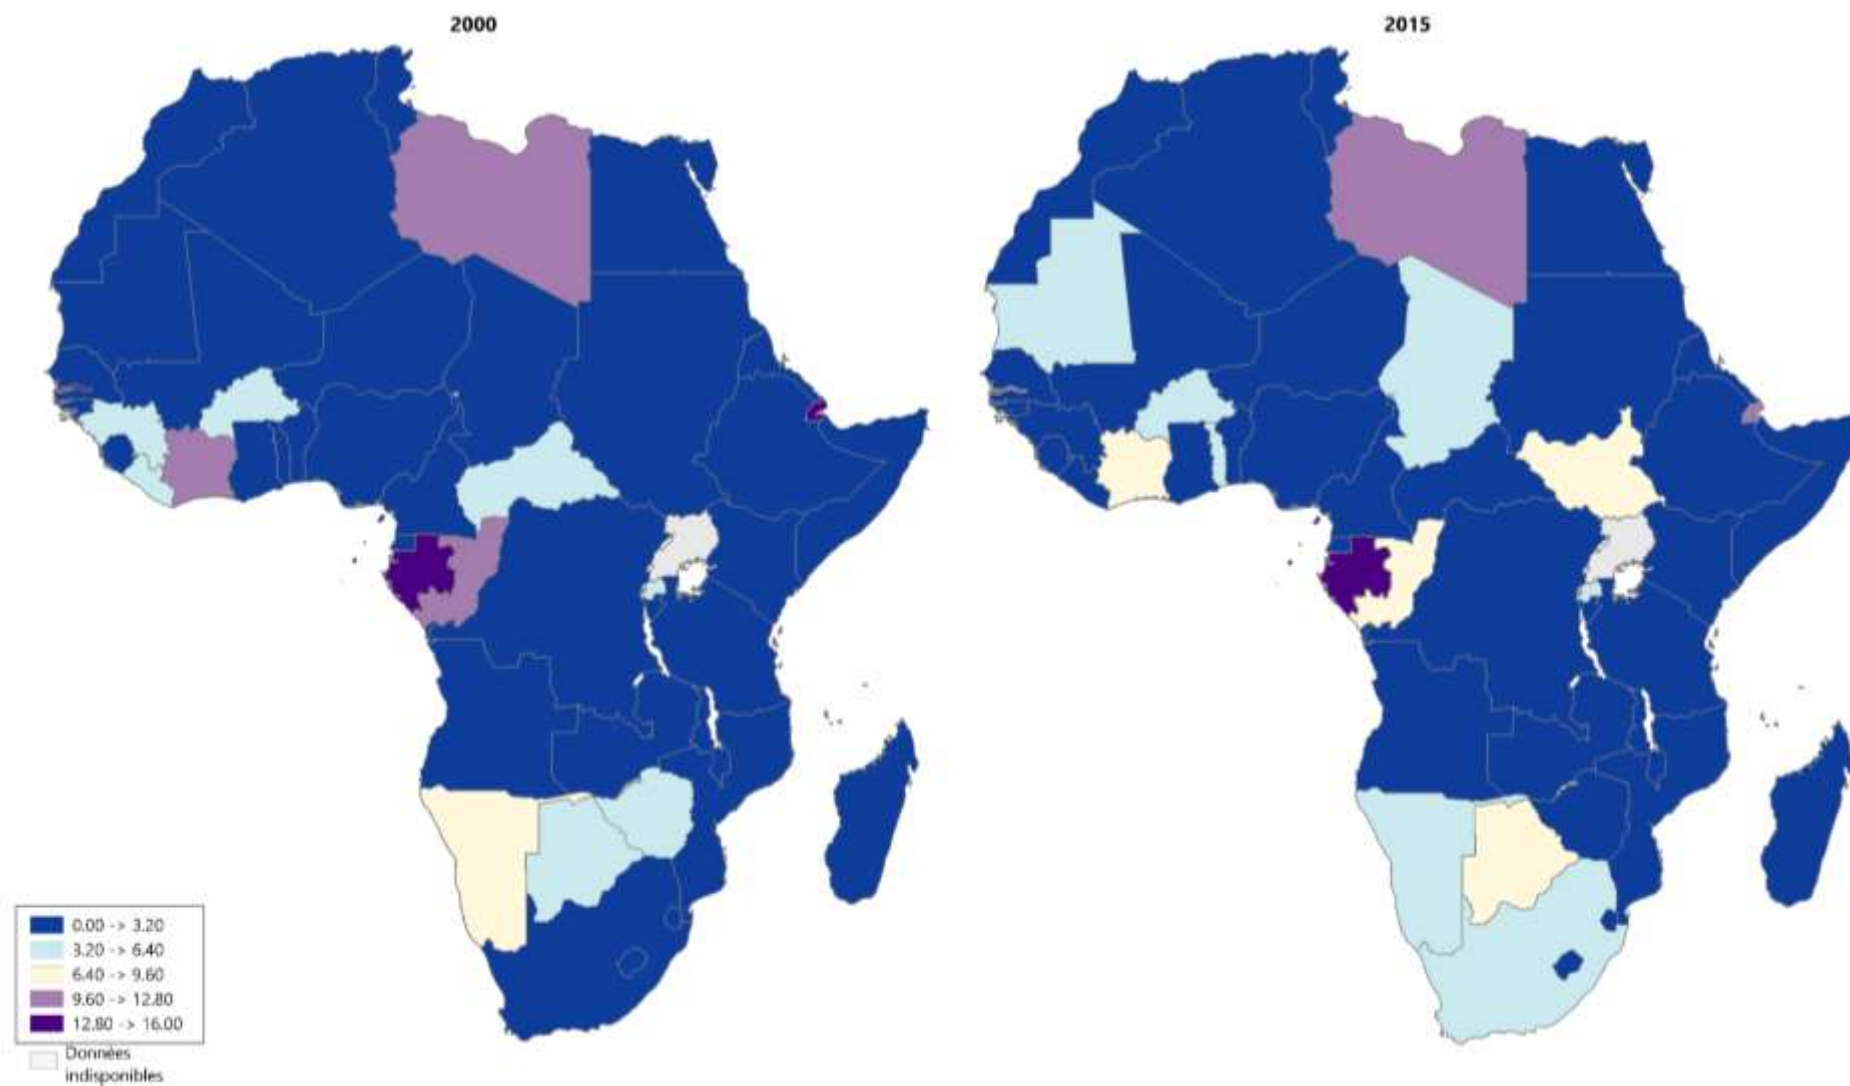 2000
2015
0.00 -> 3.20
3.20 -> 6.40
6.40 -> 9.60
9.60 -> 12.80
12.80 -> 16.00
Données
indisponibles